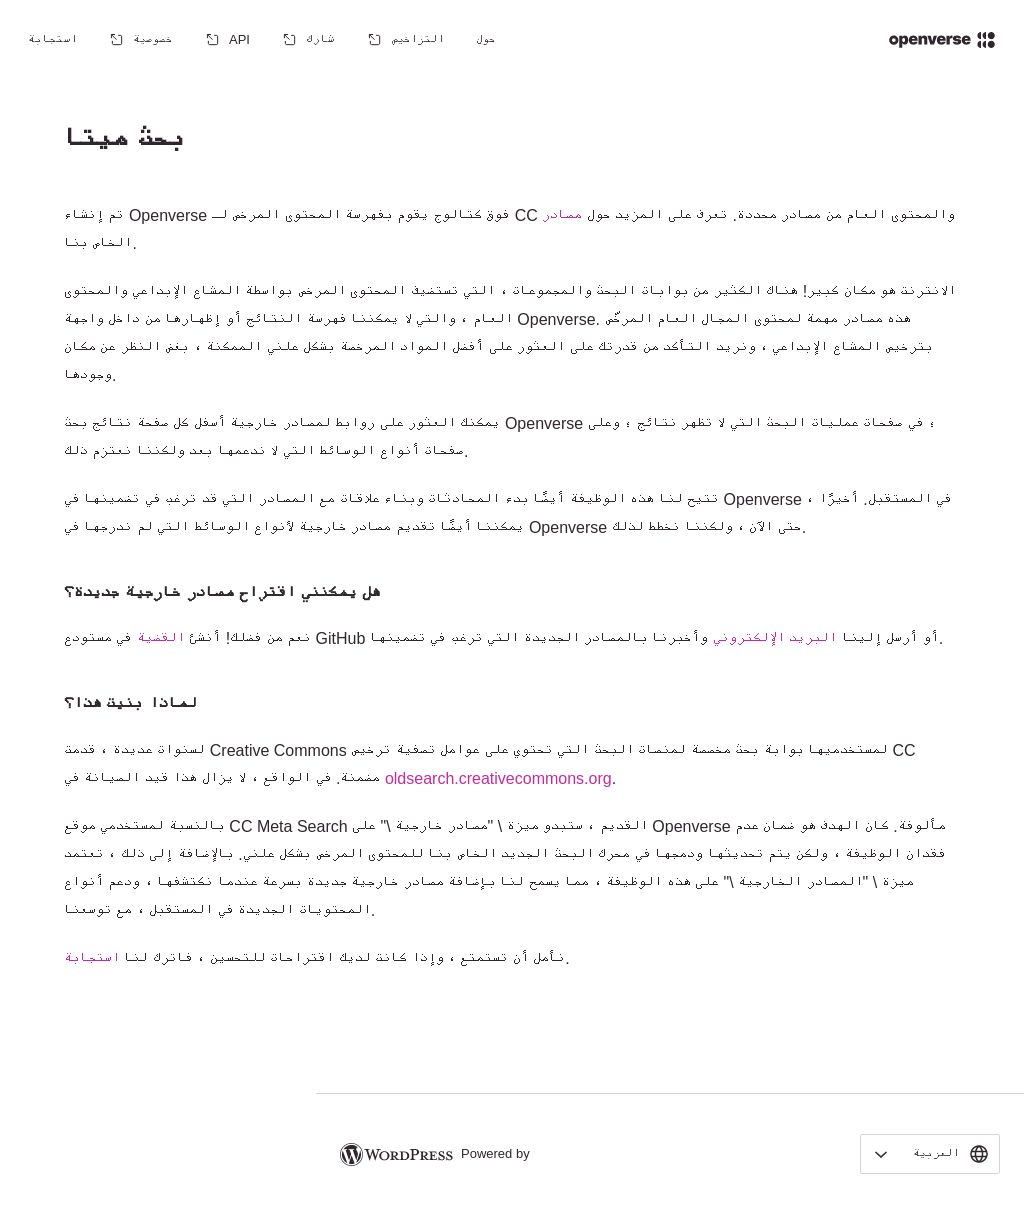 openverse
حول
التراخيص
شارك
API
خصوصية
استجابة
بحث ميتا
تم إنشاء Openverse فوق كتالوج يقوم بفهرسة المحتوى المرخص لـ CC والمحتوى العام من مصادر محددة. تعرف على المزيد حول مصادر
الخاص بنا.
الانترنت هو مكان كبير! هناك الكثير من بوابات البحث والمجموعات ، التي تستضيف المحتوى المرخص بواسطة المشاع الإبداعي والمحتوى
العام ، والتي لا يمكننا فهرسة النتائج أو إظهارها من داخل واجهة Openverse. هذه مصادر مهمة لمحتوى المجال العام المرخّص
بترخيص المشاع الإبداعي ، ونريد التأكد من قدرتك على العثور على أفضل المواد المرخصة بشكل علني الممكنة ، بغض النظر عن مكان
وجودها.
يمكنك العثور على روابط لمصادر خارجية أسفل كل صفحة نتائج بحث Openverse ؛ في صفحات عمليات البحث التي لا تظهر نتائج ؛ وعلى
صفحات أنواع الوسائط التي لا ندعمها بعد ولكننا نعتزم ذلك.
تتيح لنا هذه الوظيفة أيضًا بدء المحادثات وبناء علاقات مع المصادر التي قد ترغب في تضمينها في Openverse في المستقبل. أخيرًا ،
يمكننا أيضًا تقديم مصادر خارجية لأنواع الوسائط التي لم ندرجها في Openverse حتى الآن ، ولكننا نخطط لذلك.
هل يمكنني اقتراح مصادر خارجية جديدة؟
نعم من فضلك! أنشئ القضية في مستودع GitHub أو أرسل إلينا البريد الإلكتروني وأخبرنا بالمصادر الجديدة التي ترغب في تضمينها.
لماذا بنيت هذا؟
لسنوات عديدة ، قدمت Creative Commons لمستخدميها بوابة بحث مخصصة لمنصات البحث التي تحتوي على عوامل تصفية ترخيص CC
مضمنة. في الواقع ، لا يزال هذا قيد الصيانة في oldsearch.creativecommons.org.
بالنسبة لمستخدمي موقع CC Meta Search القديم ، ستبدو ميزة \"مصادر خارجية\" على Openverse مألوفة. كان الهدف هو ضمان عدم
فقدان الوظيفة ، ولكن يتم تحديثها ودمجها في محرك البحث الجديد الخاص بنا للمحتوى المرخص بشكل علني. بالإضافة إلى ذلك ، تعتمد
ميزة \"المصادر الخارجية\" على هذه الوظيفة ، مما يسمح لنا بإضافة مصادر خارجية جديدة بسرعة عندما نكتشفها ، ودعم أنواع
المحتويات الجديدة في المستقبل ، مع توسعنا.
نأمل أن تستمتع ، وإذا كانت لديك اقتراحات للتحسين ، فاترك لنا استجابة.
العربية
Powered by WORDPRESS